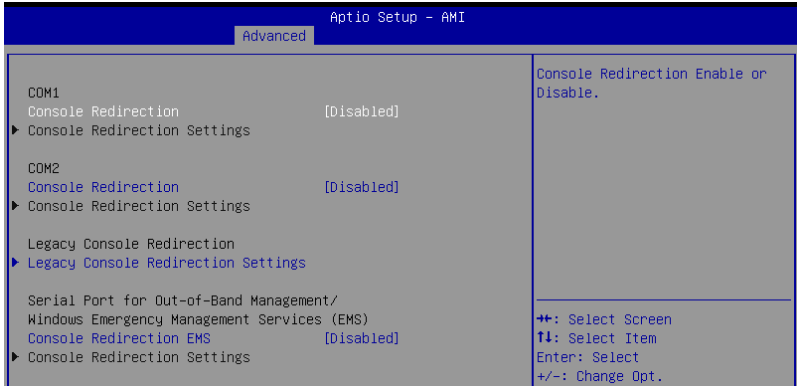 Aptio Setup – AMI
Advanced
COM1
Console Redirection [Disabled]
Console Redirection Settings
COM2
Console Redirection [Disabled]
Console Redirection Settings
Legacy Console Redirection
Legacy Console Redirection Settings
Serial Port for Out-of-Band Management/
Windows Emergency Management Services (EMS)
Console Redirection EMS [Disabled]
Console Redirection Settings
Console Redirection Enable or
Disable.
→←: Select Screen
↑↓: Select Item
Enter: Select
+/-: Change Opt.